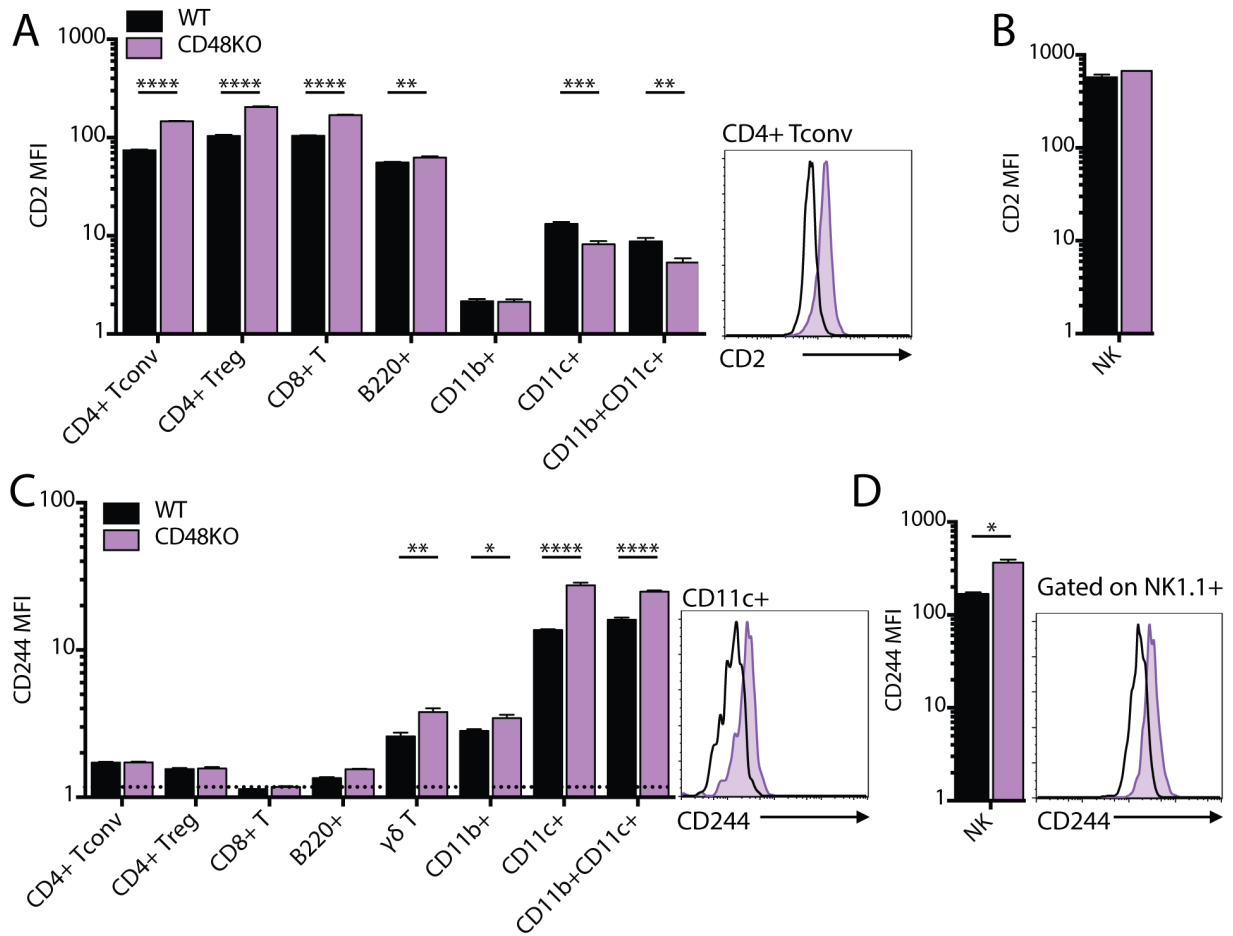 A
WT
CD48KO
CD2 MFI
1000
100
10
1
****
****
****
**
***
**
CD4+ Tconv
CD4+ Treg
CD8+ T
B220+
CD11b+
CD11c+
CD11b+CD11c+
CD4+ Tconv
CD2
B
CD2 MFI
1000
100
10
1
NK
C
WT
CD48KO
CD244 MFI
100
10
1
**
*
****
****
CD4+ Tconv
CD4+ Treg
CD8+ T
B220+
γδ T
CD11b+
CD11c+
CD11b+CD11c+
CD11c+
CD244
D
CD244 MFI
1000
100
10
1
*
NK
Gated on NK1.1+
CD244